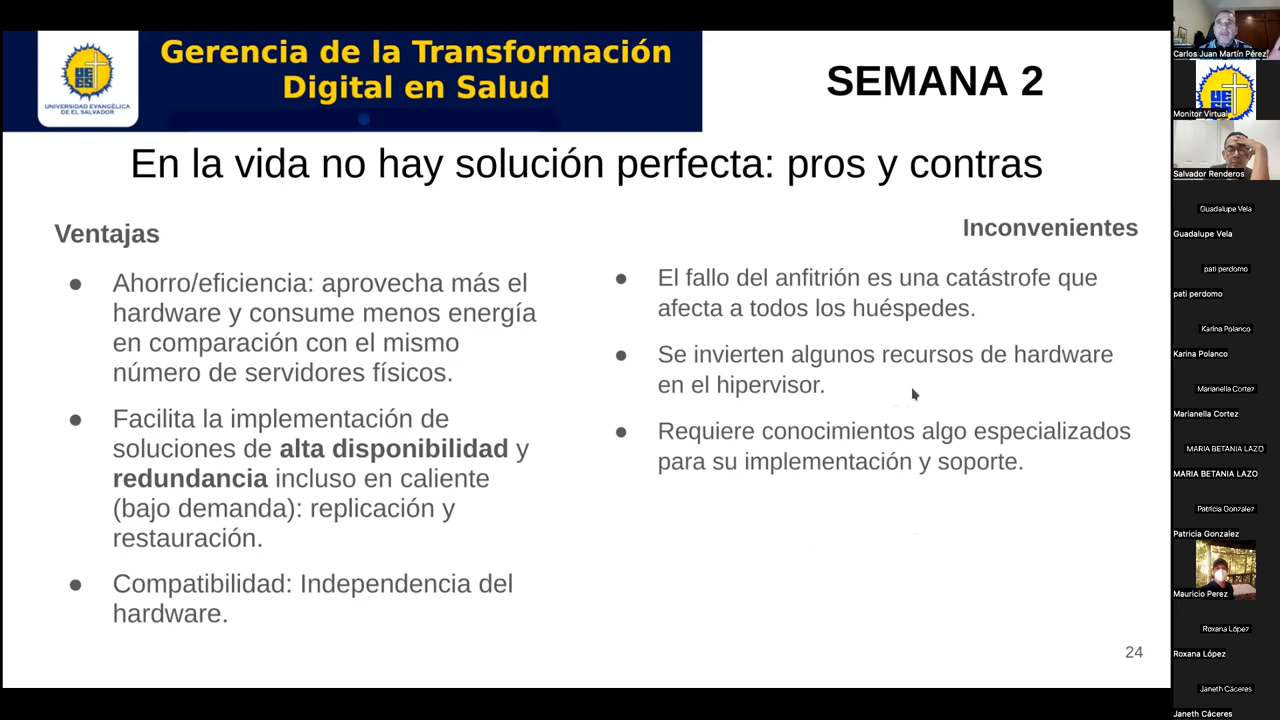 Gerencia de la Transformación
Digital en Salud
UNIVERSIDAD EVANGÉLICA
DE EL SALVADOR
SEMANA 2
En la vida no hay solución perfecta: pros y contras
Ventajas
● Ahorro/eficiencia: aprovecha más el
hardware y consume menos energía
en comparación con el mismo
número de servidores físicos.
● Facilita la implementación de
soluciones de alta disponibilidad y
redundancia incluso en caliente
(bajo demanda): replicación y
restauración.
● Compatibilidad: Independencia del
hardware.
Inconvenientes
● El fallo del anfitrión es una catástrofe que
afecta a todos los huéspedes.
● Se invierten algunos recursos de hardware
en el hipervisor.
● Requiere conocimientos algo especializados
para su implementación y soporte.
24
Carlos Juan Martín Pérez
UEES
Monitor Virtual
Salvador Renderos
Guadalupe Vela
Guadalupe Vela
pati perdomo
pati perdomo
Karina Polanco
Karina Polanco
Marianella Cortez
Marianella Cortez
MARIA BETANIA LAZO
MARIA BETANIA LAZO
Patricia Gonzalez
Patricia Gonzalez
Mauricio Perez
Roxana López
Roxana López
Janeth Cáceres
Janeth Cáceres